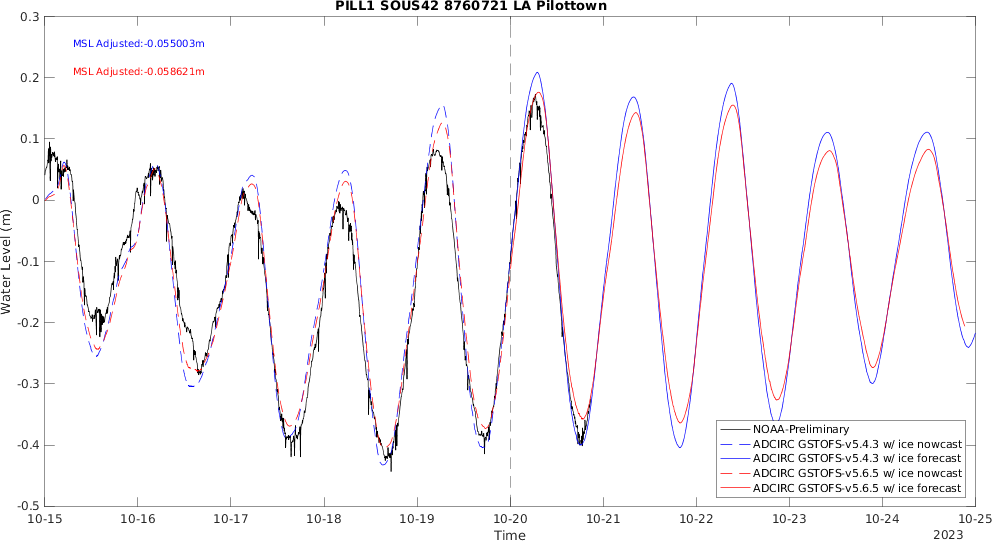 PILL1 SOUS42 8760721 LA Pilottown
MSL Adjusted:-0.055003m
MSL Adjusted:-0.058621m
Water Level (m)
0.3
0.2
0.1
0
-0.1
-0.2
-0.3
-0.4
-0.5
NOAA-Preliminary
ADCIRC GSTOFS-v5.4.3 w/ ice nowcast
ADCIRC GSTOFS-v5.4.3 w/ ice forecast
ADCIRC GSTOFS-v5.6.5 w/ ice nowcast
ADCIRC GSTOFS-v5.6.5 w/ ice forecast
10-15 10-16 10-17 10-18 10-19 10-20 10-21 10-22 10-23 10-24 10-25
Time
2023